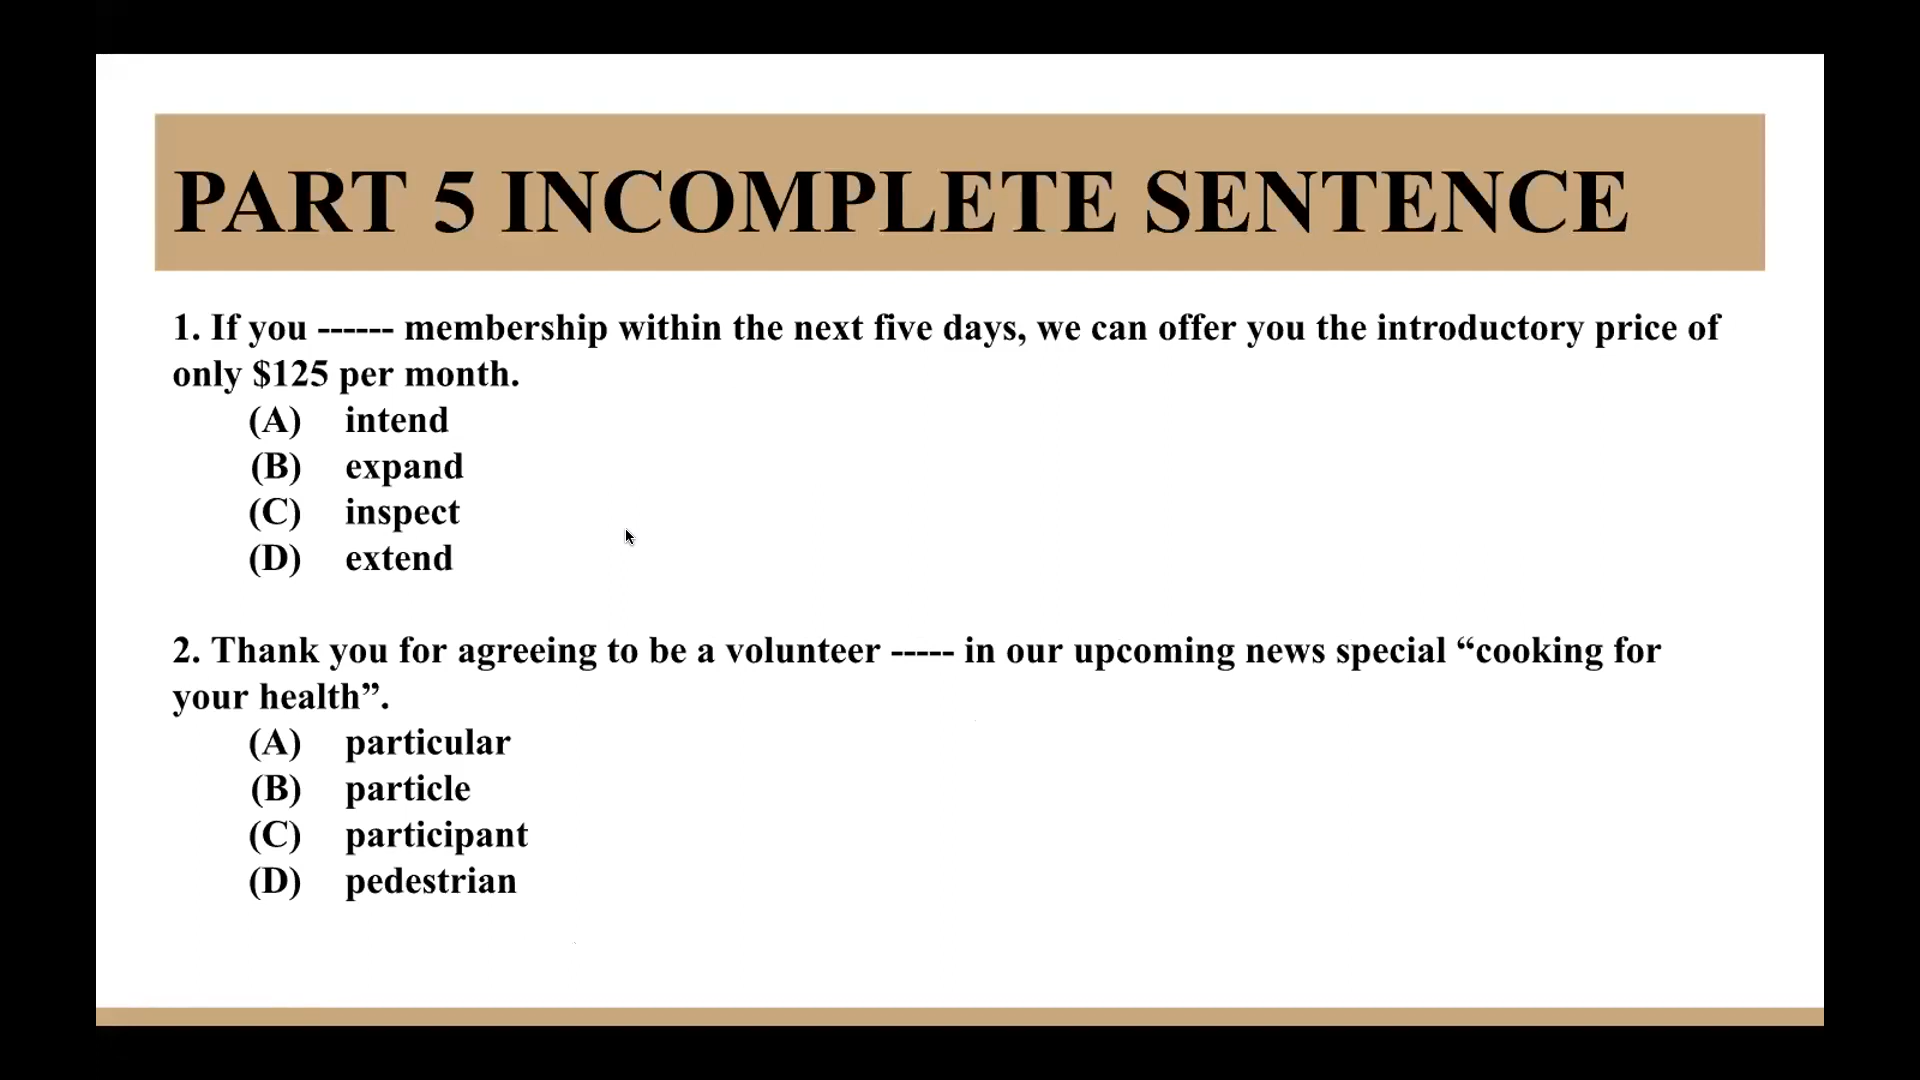 PART 5 INCOMPLETE SENTENCE
1. If you ------ membership within the next five days, we can offer you the introductory price of
only $125 per month.
(A) intend
(B) expand
(C) inspect
(D) extend
2. Thank you for agreeing to be a volunteer ----- in our upcoming news special “cooking for
your health”.
(A) particular
(B) particle
(C) participant
(D) pedestrian